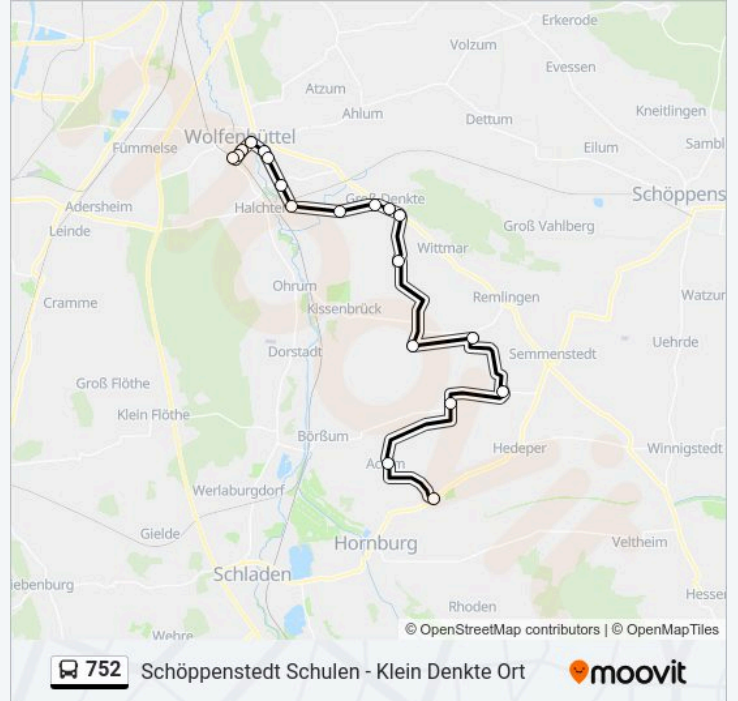 Erkerode
Volzum
Evessen
Atzum
Kneitlingen
Ahlum
Dettum
Wolfenbüttel
Sambl
Fümmelse
Eilum
Schöppens
Adersheim
Halchter
Groß Denkte
Leinde
Groß Vahlberg
Wittmar
Ohrum
Remlingen
Watzur
Cramme
Kissenbrück
Uehrde
Dorstadt
Semmenstedt
Groß Flöthe
Klein Flöthe
Börßum
Hedeper
Winnigstedt
Werlaburgdorf
Gielde
Hornburg
Veltheim
Schladen
iebenburg
Hesse
Rhoden
Wehre
© OpenStreetMap contributors | © OpenMapTiles
752 Schöppenstedt Schulen - Klein Denkte Ort moovit